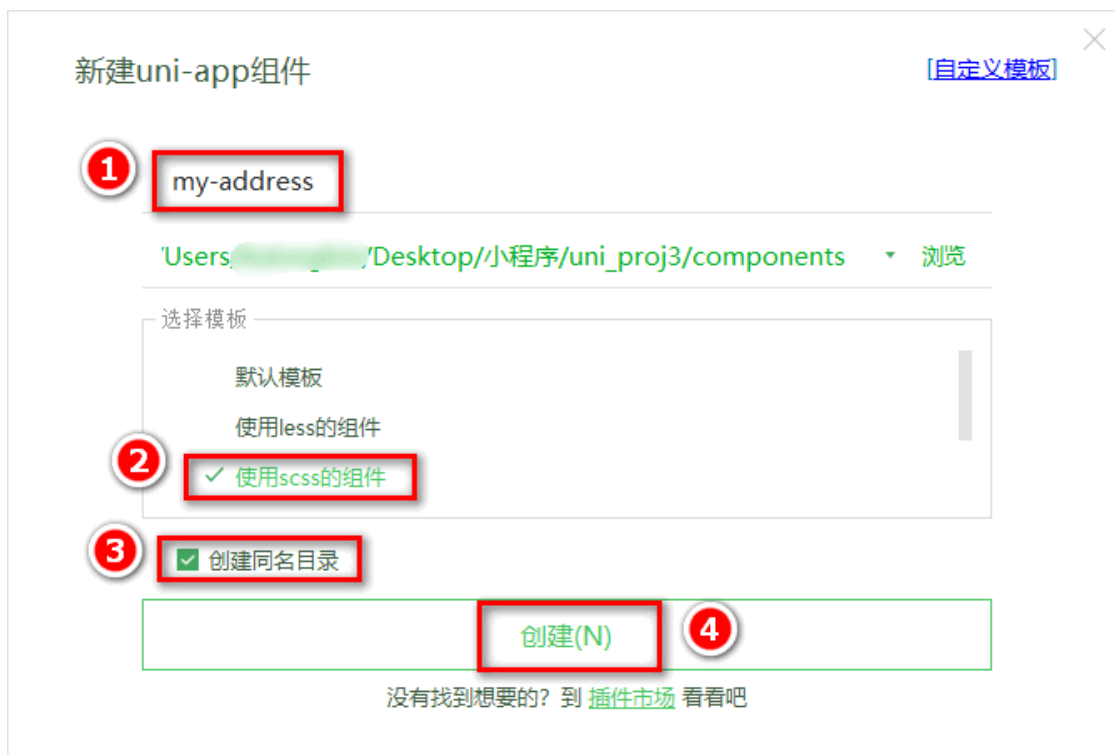 新建uni-app组件 [自定义模板]
1 my-address
/Users/ /Desktop/小程序/uni_proj3/components 浏览
选择模板
默认模板
使用less的组件
2 使用scss的组件
3 创建同名目录
创建(N) 4
没有找到想要的? 到 插件市场 看看吧